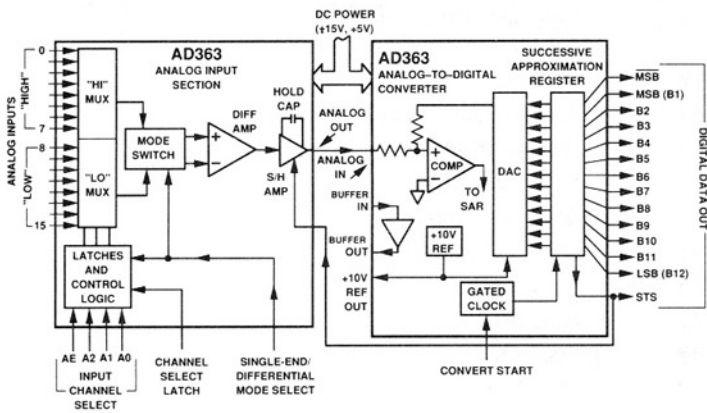 DC POWER
(±15V, +5V)
AD363
ANALOG INPUT
SECTION
AD363
ANALOG–TO–DIGITAL
CONVERTER
SUCCESSIVE
APPROXIMATION
REGISTER
ANALOG INPUTS
"HIGH"
"LOW"
0
7
8
15
"HI"
MUX
"LO"
MUX
MODE
SWITCH
DIFF
AMP
+
–
HOLD
CAP
S/H
AMP
ANALOG
OUT
ANALOG
IN
LATCHES
AND
CONTROL
LOGIC
AE A2 A1 A0
INPUT
CHANNEL
SELECT
CHANNEL
SELECT
LATCH
SINGLE-END/
DIFFERENTIAL
MODE SELECT
+
–
COMP
TO
SAR
DAC
BUFFER
IN
BUFFER
OUT
+10V
REF
+10V
REF
OUT
GATED
CLOCK
CONVERT START
MSB
MSB (B1)
B2
B3
B4
B5
B6
B7
B8
B9
B10
B11
LSB (B12)
STS
DIGITAL DATA OUT